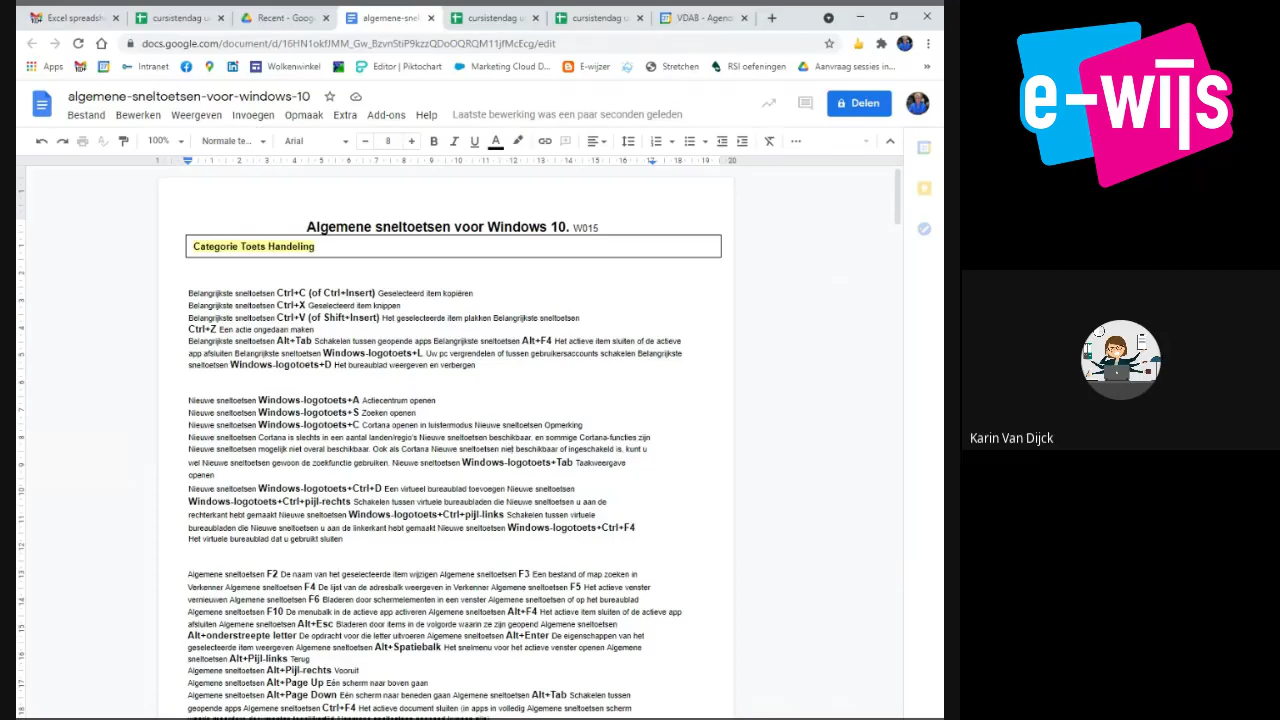 Excel spreadsh
cursistendag u
Recent - Goog
algemene-snel
cursistendag u
cursistendag u
VDAB - Agend
docs.google.com/document/d/16HN1okfJMM_Gw_BzvnStiP9kzzQDoOQRQM11jfMcEcg/edit
Apps
Intranet
Wolkenwinkel
Editor | Piktochart
Marketing Cloud D...
E-wijzer
Stretchen
RSI oefeningen
Aanvraag sessies in...
»
algemene-sneltoetsen-voor-windows-10
Bestand Bewerken Weergeven Invoegen Opmaak Extra Add-ons Help Laatste bewerking was een paar seconden geleden
Delen
100% Normale te... Arial 8 B I U A
1 1 2 3 4 5 6 7 8 9 10 11 12 13 14 15 16 17 18 19 20
Algemene sneltoetsen voor Windows 10. W015
Categorie Toets Handeling
Belangrijkste sneltoetsen Ctrl+C (of Ctrl+Insert) Geselecteerd item kopiëren
Belangrijkste sneltoetsen Ctrl+X Geselecteerd item knippen
Belangrijkste sneltoetsen Ctrl+V (of Shift+Insert) Het geselecteerde item plakken Belangrijkste sneltoetsen
Ctrl+Z Een actie ongedaan maken
Belangrijkste sneltoetsen Alt+Tab Schakelen tussen geopende apps Belangrijkste sneltoetsen Alt+F4 Het actieve item sluiten of de actieve
app afsluiten Belangrijkste sneltoetsen Windows-logotoets+L Uw pc vergrendelen of tussen gebruikersaccounts schakelen Belangrijkste
sneltoetsen Windows-logotoets+D Het bureaublad weergeven en verbergen
Nieuwe sneltoetsen Windows-logotoets+A Actiecentrum openen
Nieuwe sneltoetsen Windows-logotoets+S Zoeken openen
Nieuwe sneltoetsen Windows-logotoets+C Cortana openen in luistermodus Nieuwe sneltoetsen Opmerking
Nieuwe sneltoetsen Cortana is slechts in een aantal landen/regio's Nieuwe sneltoetsen beschikbaar, en sommige Cortana-functies zijn
Nieuwe sneltoetsen mogelijk niet overal beschikbaar. Ook als Cortana Nieuwe sneltoetsen niet beschikbaar of ingeschakeld is, kunt u
wel Nieuwe sneltoetsen gewoon de zoekfunctie gebruiken. Nieuwe sneltoetsen Windows-logotoets+Tab Taakweergave
openen
Nieuwe sneltoetsen Windows-logotoets+Ctrl+D Een virtueel bureaublad toevoegen Nieuwe sneltoetsen
Windows-logotoets+Ctrl+pijl-rechts Schakelen tussen virtuele bureaubladen die Nieuwe sneltoetsen u aan de
rechterkant hebt gemaakt Nieuwe sneltoetsen Windows-logotoets+Ctrl+pijl-links Schakelen tussen virtuele
bureaubladen die Nieuwe sneltoetsen u aan de linkerkant hebt gemaakt Nieuwe sneltoetsen Windows-logotoets+Ctrl+F4
Het virtuele bureaublad dat u gebruikt sluiten
Algemene sneltoetsen F2 De naam van het geselecteerde item wijzigen Algemene sneltoetsen F3 Een bestand of map zoeken in
Verkenner Algemene sneltoetsen F4 De lijst van de adresbalk weergeven in Verkenner Algemene sneltoetsen F5 Het actieve venster
vernieuwen Algemene sneltoetsen F6 Bladeren door schermelementen in een venster Algemene sneltoetsen of op het bureaublad
Algemene sneltoetsen F10 De menubalk in de actieve app activeren Algemene sneltoetsen Alt+F4 Het actieve item sluiten of de actieve app
afsluiten Algemene sneltoetsen Alt+Esc Bladeren door items in de volgorde waarin ze zijn geopend Algemene sneltoetsen
Alt+onderstreepte letter De opdracht voor die letter uitvoeren Algemene sneltoetsen Alt+Enter De eigenschappen van het
geselecteerde item weergeven Algemene sneltoetsen Alt+Spatiebalk Het snelmenu voor het actieve venster openen Algemene
sneltoetsen Alt+Pijl-links Terug
Algemene sneltoetsen Alt+Pijl-rechts Vooruit
Algemene sneltoetsen Alt+Page Up Eén scherm naar boven gaan
Algemene sneltoetsen Alt+Page Down Eén scherm naar beneden gaan Algemene sneltoetsen Alt+Tab Schakelen tussen
geopende apps Algemene sneltoetsen Ctrl+F4 Het actieve document sluiten (in apps in volledig Algemene sneltoetsen scherm
e-wijs
Karin Van Dijck